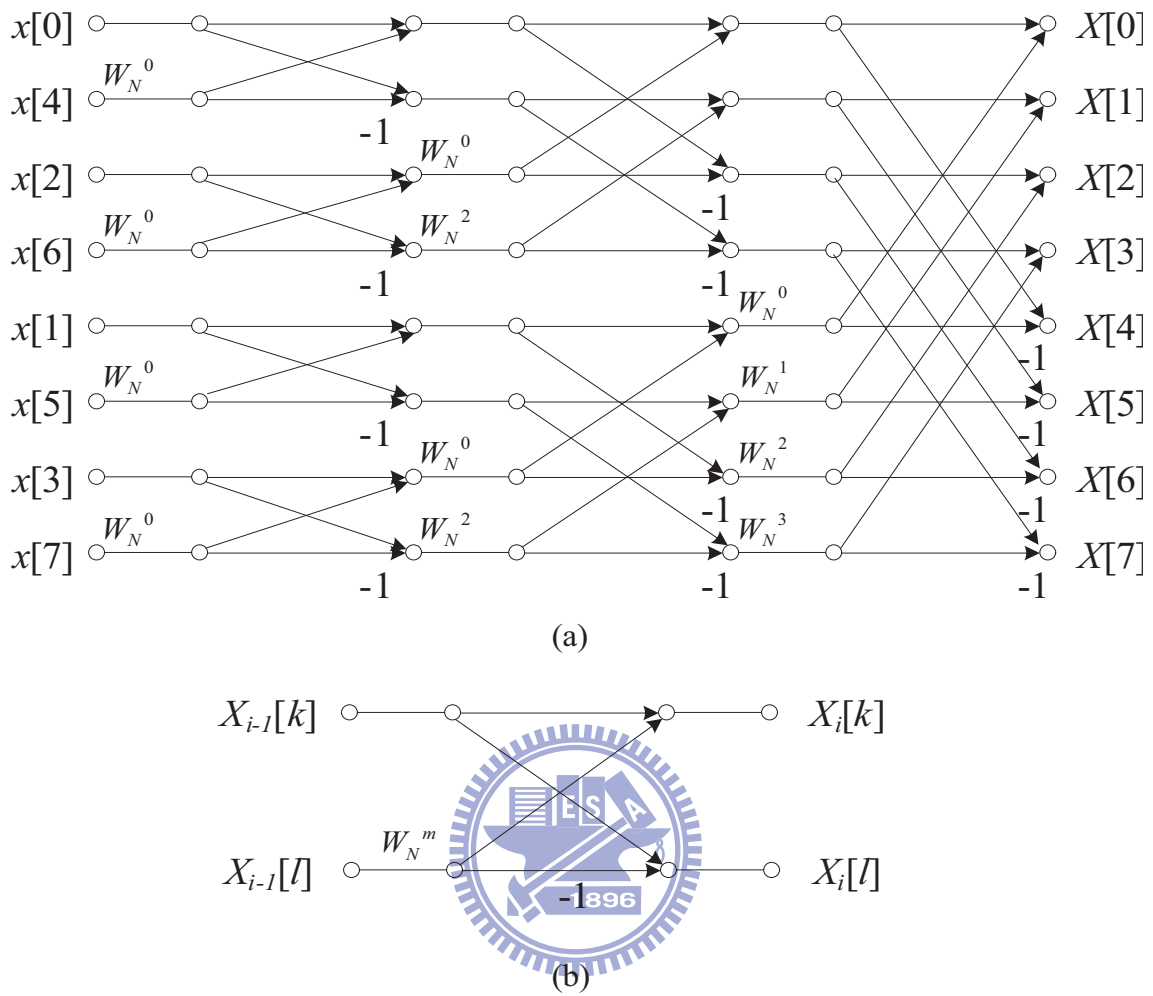 x[0] X[0]
W_N^0
x[4] -1 X[1]
W_N^0
x[2] X[2]
W_N^0 W_N^2 -1
x[6] -1 -1 X[3]
W_N^0
x[1] X[4]
W_N^0 W_N^1 -1
x[5] -1 X[5]
W_N^0 W_N^2 -1
x[3] -1 X[6]
W_N^0 W_N^2 W_N^3 -1
x[7] -1 -1 -1 X[7]
(a)
X_{i-1}[k] X_i[k]
E S A
W_N^m
X_{i-1}[l] -1 X_i[l]
1896
(b)